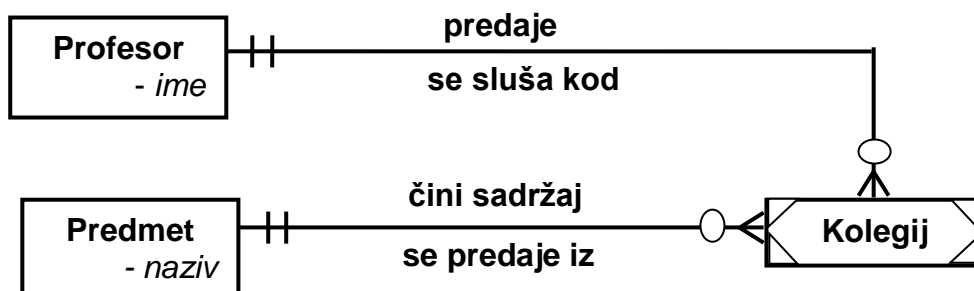 Profesor
- ime
predaje
se sluša kod
Predmet
- naziv
čini sadržaj
se predaje iz
Kolegij